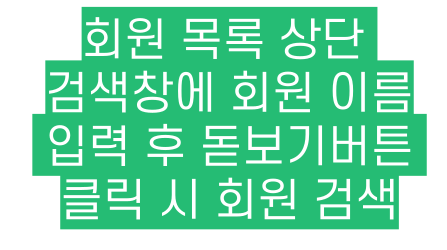 회원 목록 상단
검색창에 회원 이름
입력 후 돋보기버튼
클릭 시 회원 검색